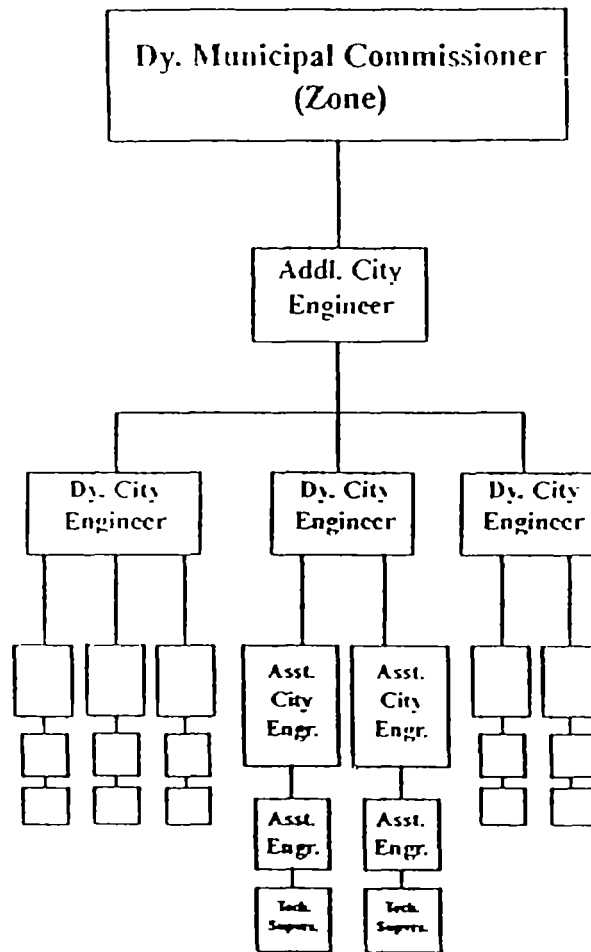 Dy. Municipal Commissioner
(Zone)
Addl. City
Engineer
Dy. City
Engineer
Dy. City
Engineer
Dy. City
Engineer
Asst.
City
Engr.
Asst.
City
Engr.
Asst.
Engr.
Asst.
Engr.
Tech.
Supers.
Tech.
Supers.